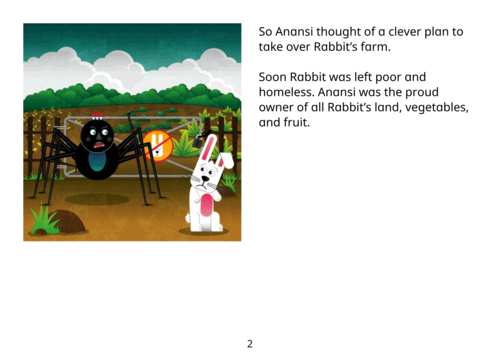 So Anansi thought of a clever plan to
take over Rabbit's farm.
Soon Rabbit was left poor and
homeless. Anansi was the proud
owner of all Rabbit's land, vegetables,
and fruit.
2